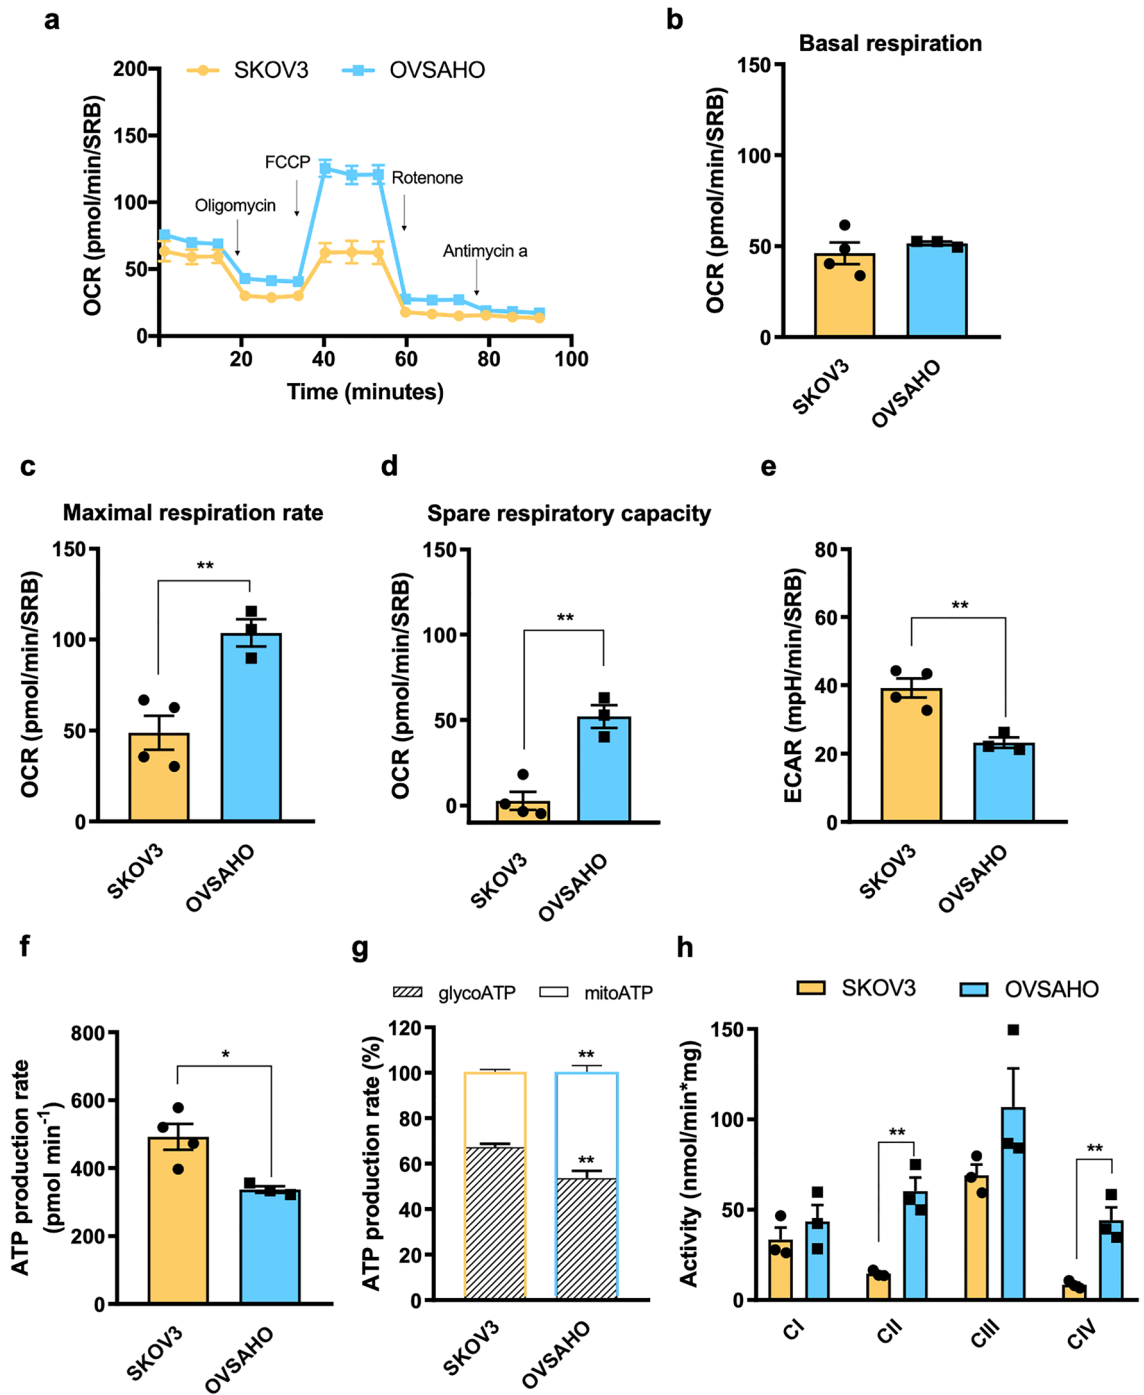 a
SKOV3 OVSAHO
OCR (pmol/min/SRB)
200
150
100
50
0
Oligomycin
FCCP
Rotenone
Antimycin a
20 40 60 80 100
Time (minutes)
b
Basal respiration
OCR (pmol/min/SRB)
150
100
50
0
SKOV3
OVSAHO
c
Maximal respiration rate
OCR (pmol/min/SRB)
150
100
50
0
**
SKOV3
OVSAHO
d
Spare respiratory capacity
OCR (pmol/min/SRB)
150
100
50
0
**
SKOV3
OVSAHO
e
ECAR (mpH/min/SRB)
80
60
40
20
0
**
SKOV3
OVSAHO
f
ATP production rate
(pmol min⁻¹)
800
600
400
200
0
*
SKOV3
OVSAHO
g
glycoATP mitoATP
ATP production rate (%)
120
100
80
60
40
20
0
**
**
SKOV3
OVSAHO
h
SKOV3 OVSAHO
Activity (nmol/min*mg)
150
100
50
0
**
**
CI
CII
CIII
CIV